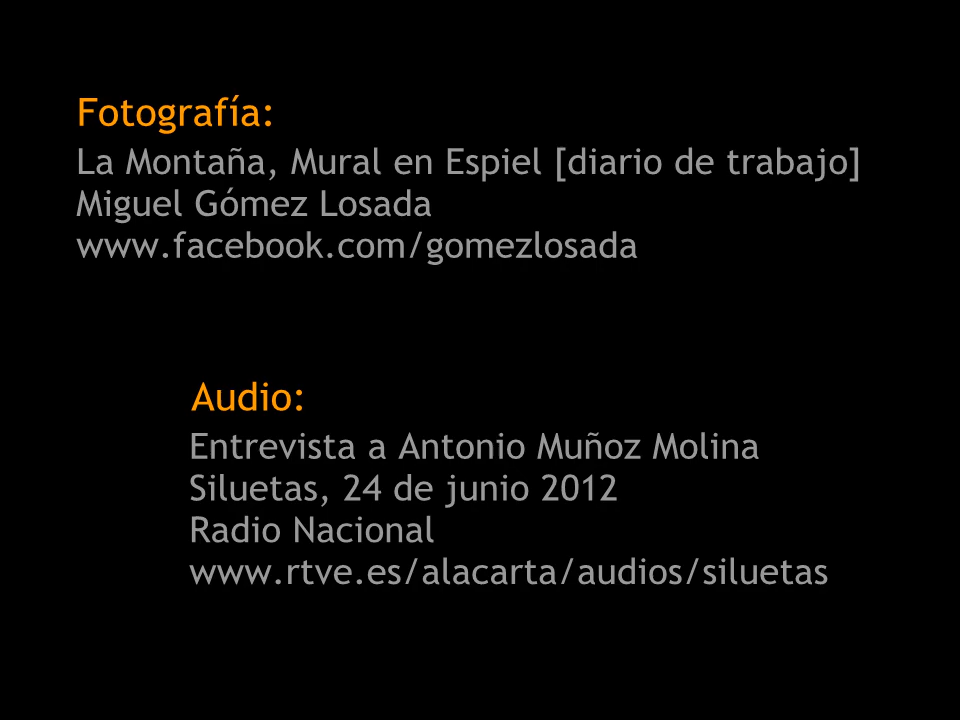 Fotografía:
La Montaña, Mural en Espiel [diario de trabajo]
Miguel Gómez Losada
www.facebook.com/gomezlosada
Audio:
Entrevista a Antonio Muñoz Molina
Siluetas, 24 de junio 2012
Radio Nacional
www.rtve.es/alacarta/audios/siluetas